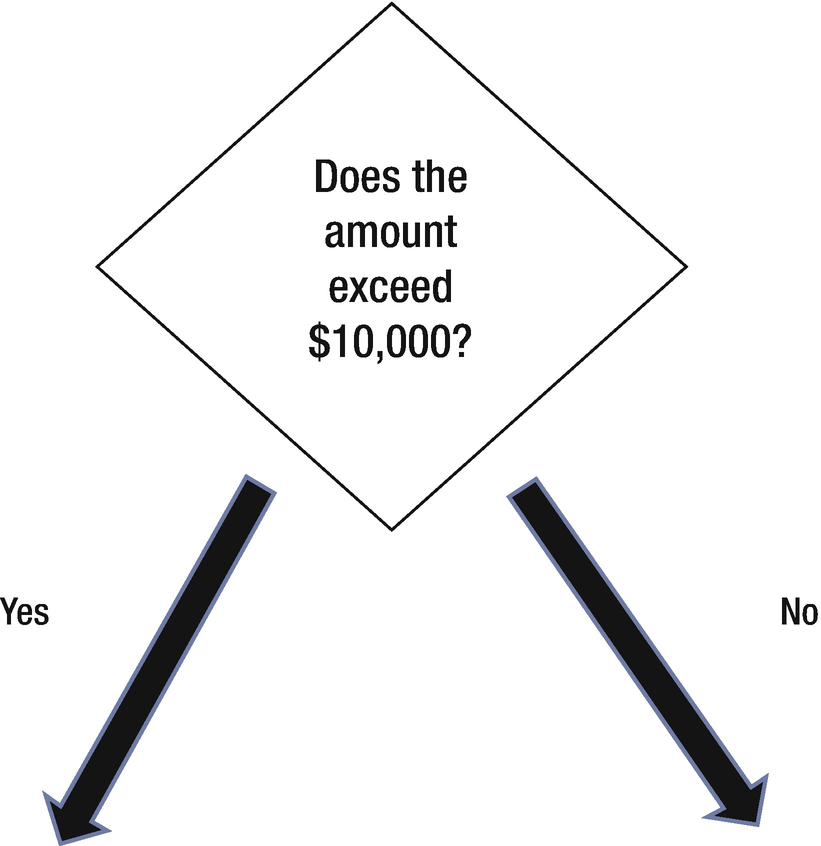 Does the
amount
exceed
$10,000?
Yes
No